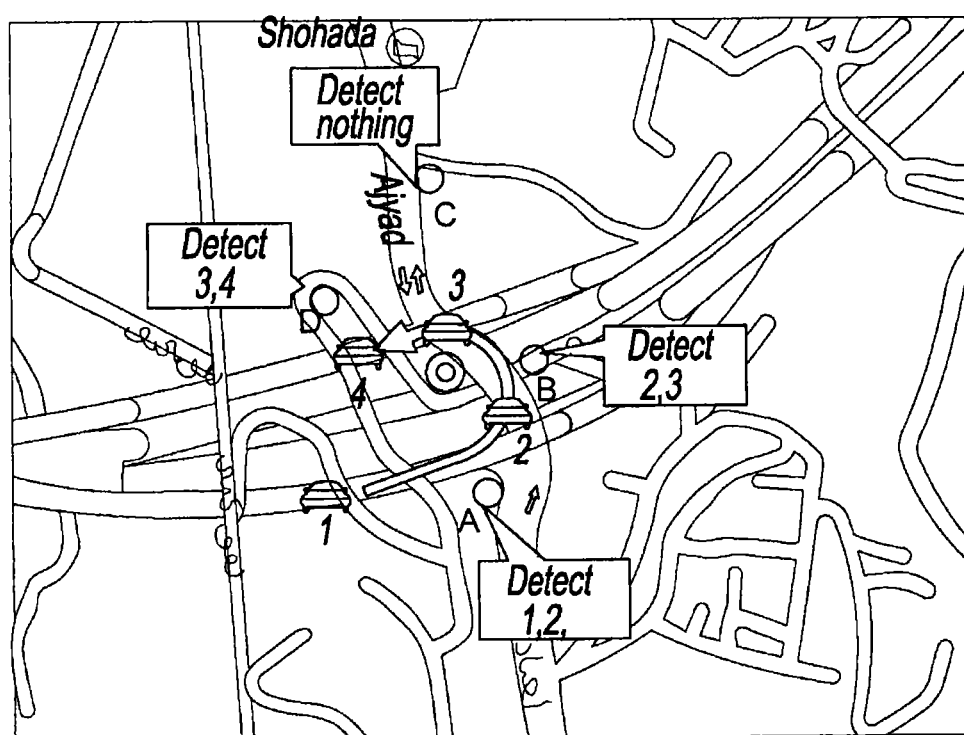 Shohada
Detect
nothing
Ajyad
C
Detect
3,4
3
D
4
Detect
2,3
B
2
1
A
Detect
1,2,